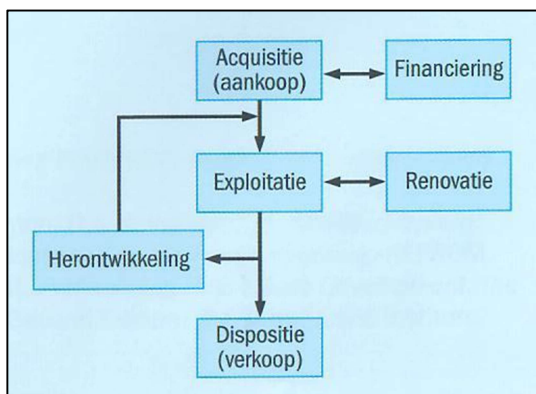 Acquisitie
(aankoop)
Financiering
Exploitatie
Renovatie
Herontwikkeling
Dispositie
(verkoop)